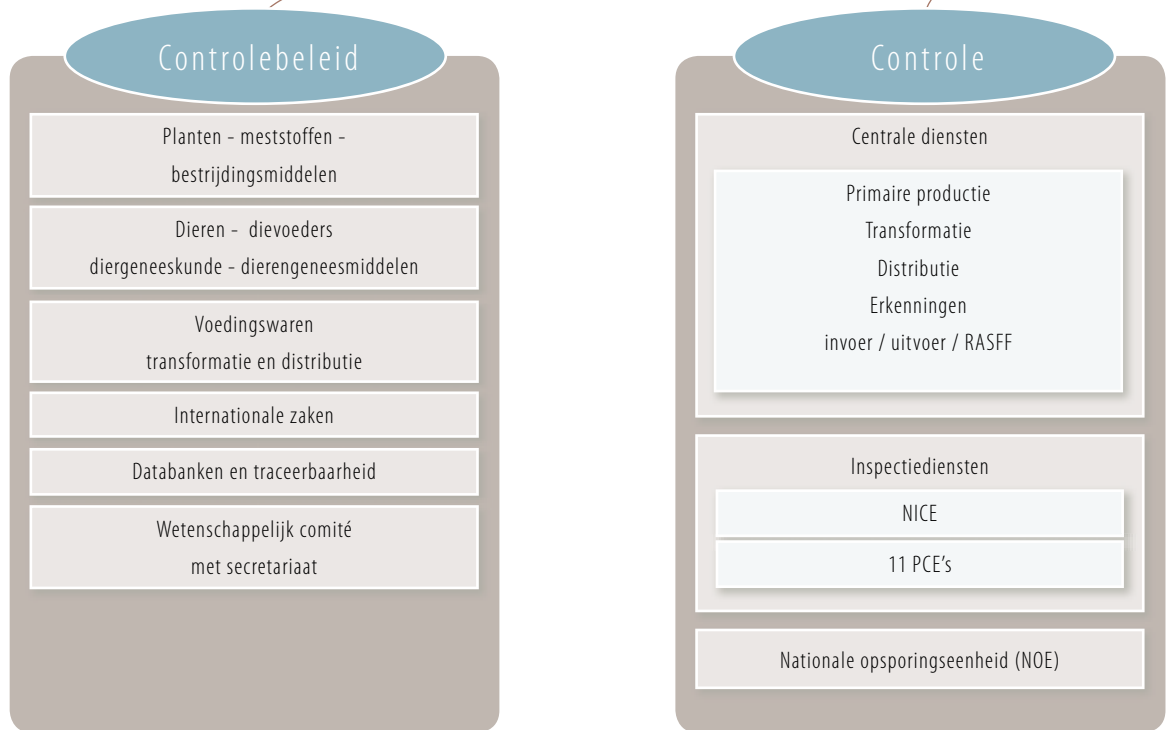 Controlebeleid
Planten - meststoffen -
bestrijdingsmiddelen
Dieren - dievoeders
diergeneeskunde - dierengeneesmiddelen
Voedingswaren
transformatie en distributie
Internationale zaken
Databanken en traceerbaarheid
Wetenschappelijk comité
met secretariaat
Controle
Centrale diensten
Primaire productie
Transformatie
Distributie
Erkenningen
invoer / uitvoer / RASFF
Inspectiediensten
NICE
11 PCE's
Nationale opsporingseenheid (NOE)